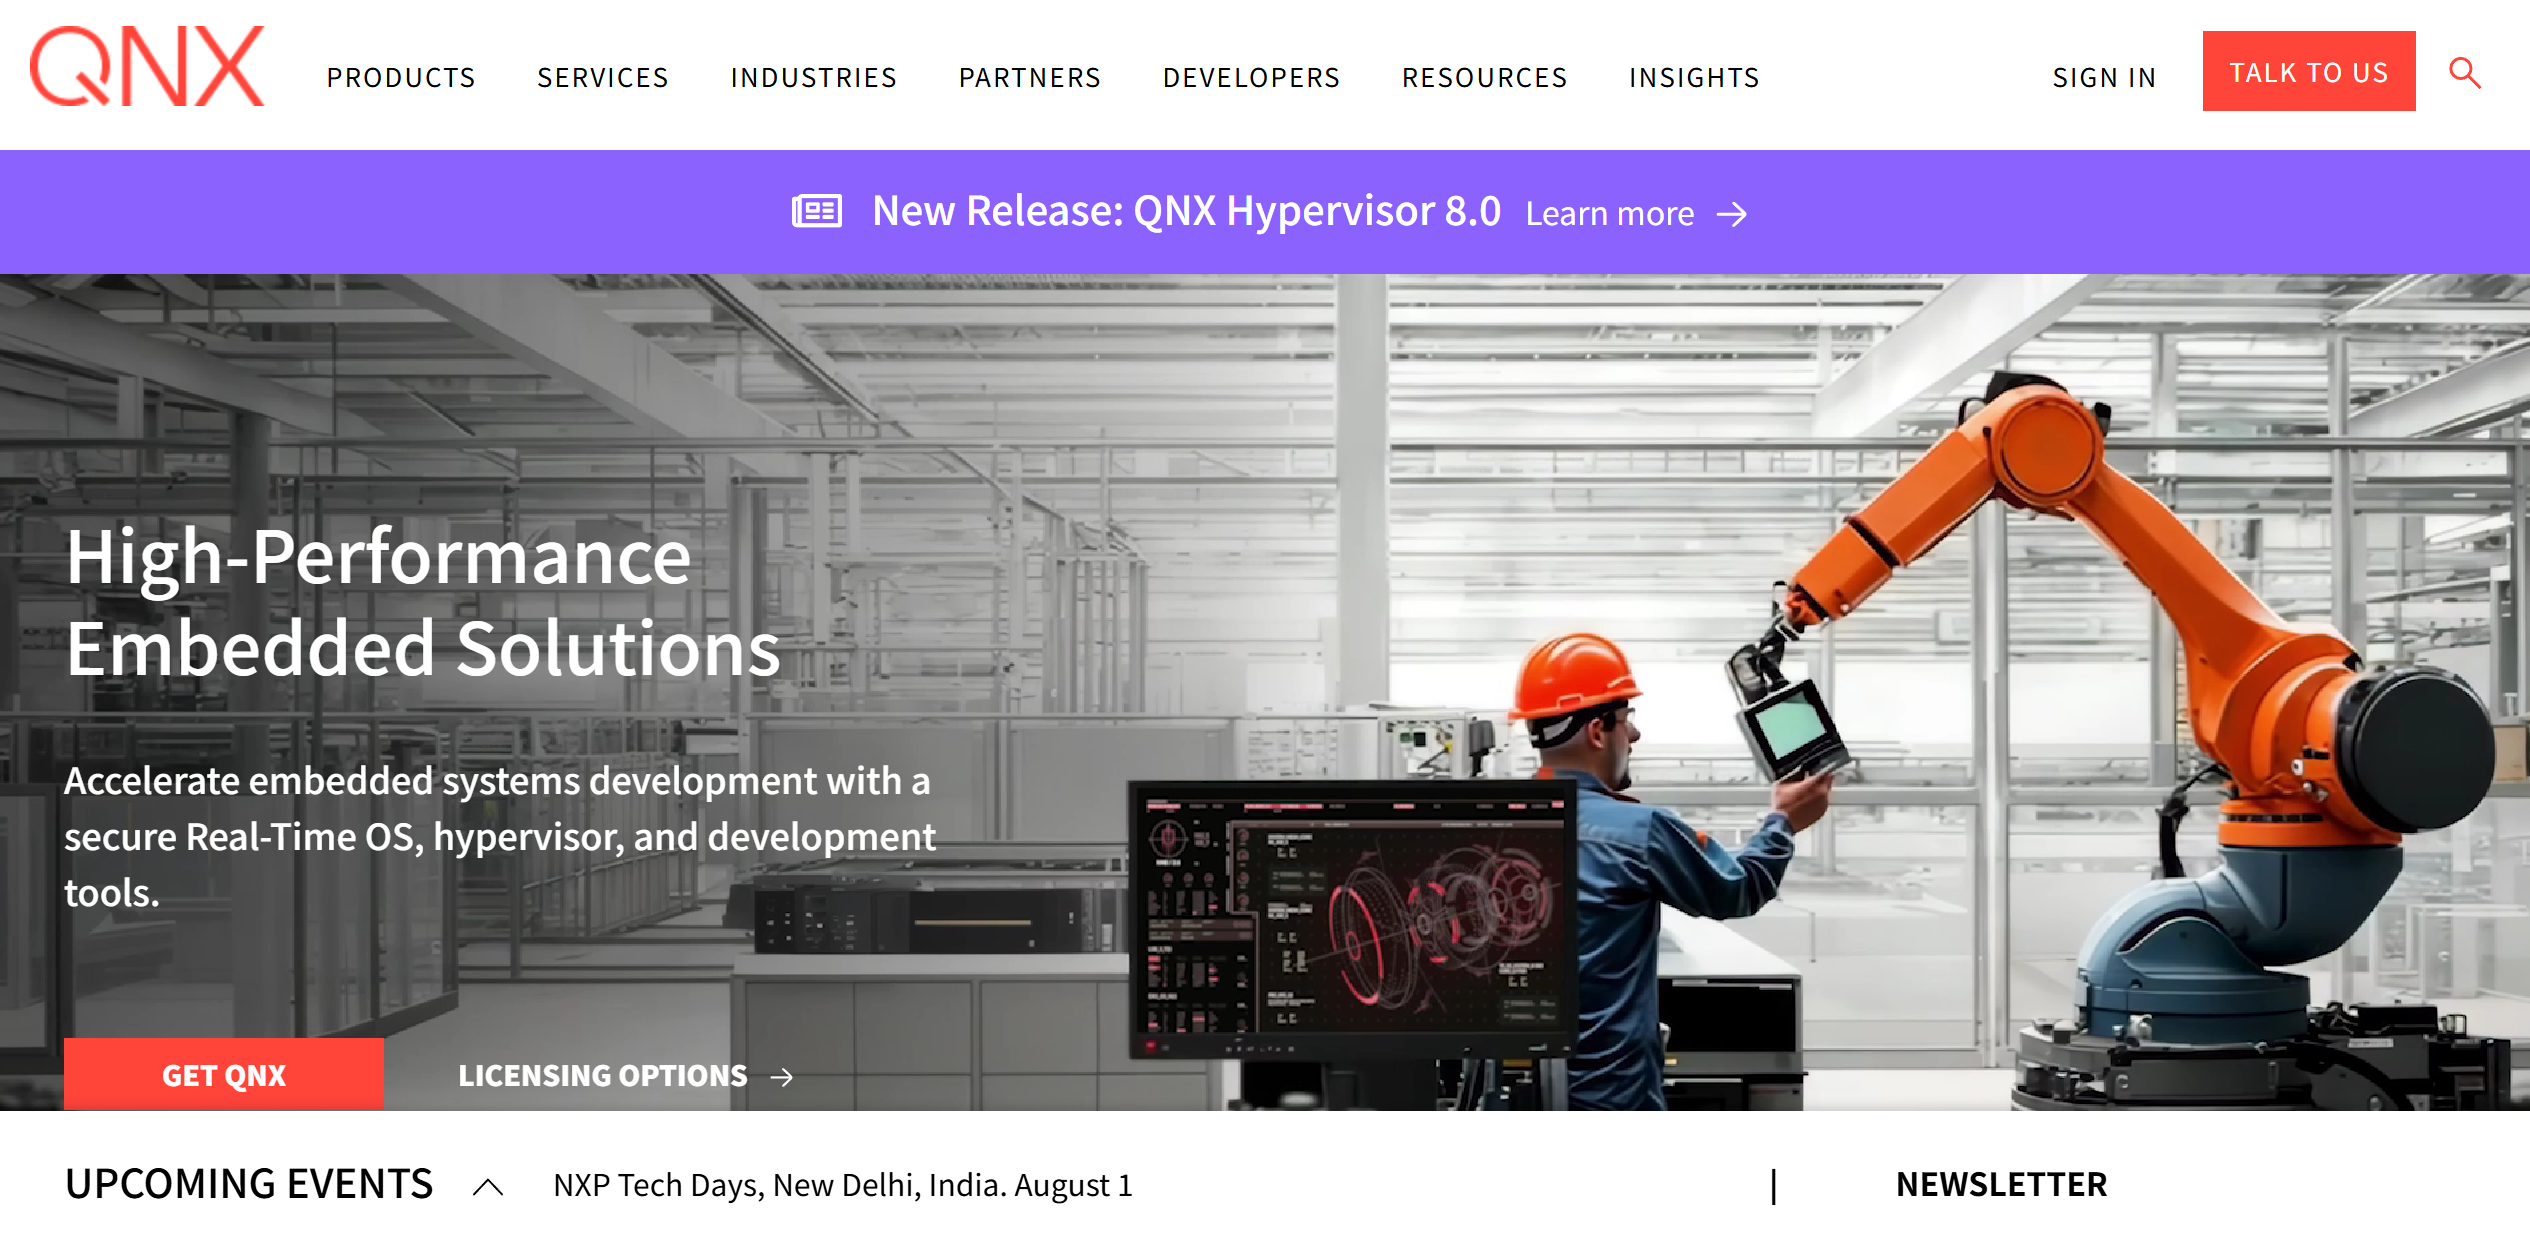 QNX
PRODUCTS
SERVICES
INDUSTRIES
PARTNERS
DEVELOPERS
RESOURCES
INSIGHTS
SIGN IN
TALK TO US
New Release: QNX Hypervisor 8.0 Learn more →
High-Performance
Embedded Solutions
Accelerate embedded systems development with a
secure Real-Time OS, hypervisor, and development
tools.
GET QNX
LICENSING OPTIONS →
UPCOMING EVENTS
NXP Tech Days, New Delhi, India. August 1
|
NEWSLETTER